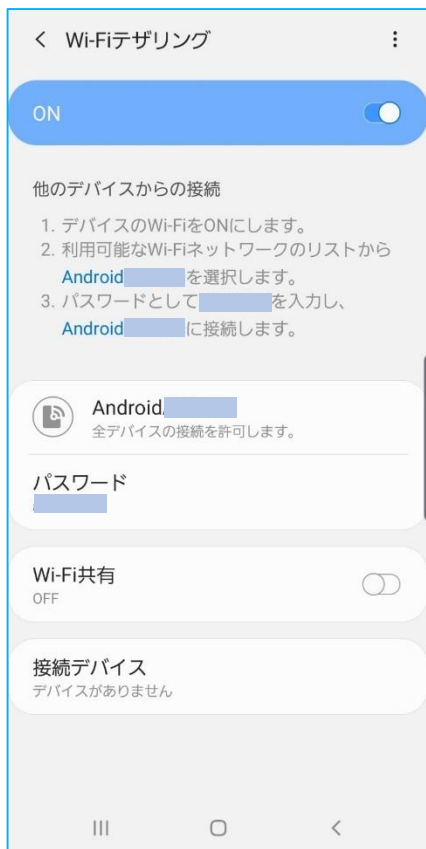 Wi-Fiテザリング
ON
他のデバイスからの接続
1. デバイスのWi-FiをONにします。
2. 利用可能なWi-Fiネットワークのリストから
Android を選択します。
3. パスワードとして を入力し、
Android に接続します。
Android
全デバイスの接続を許可します。
パスワード
Wi-Fi共有
OFF
接続デバイス
デバイスがありません